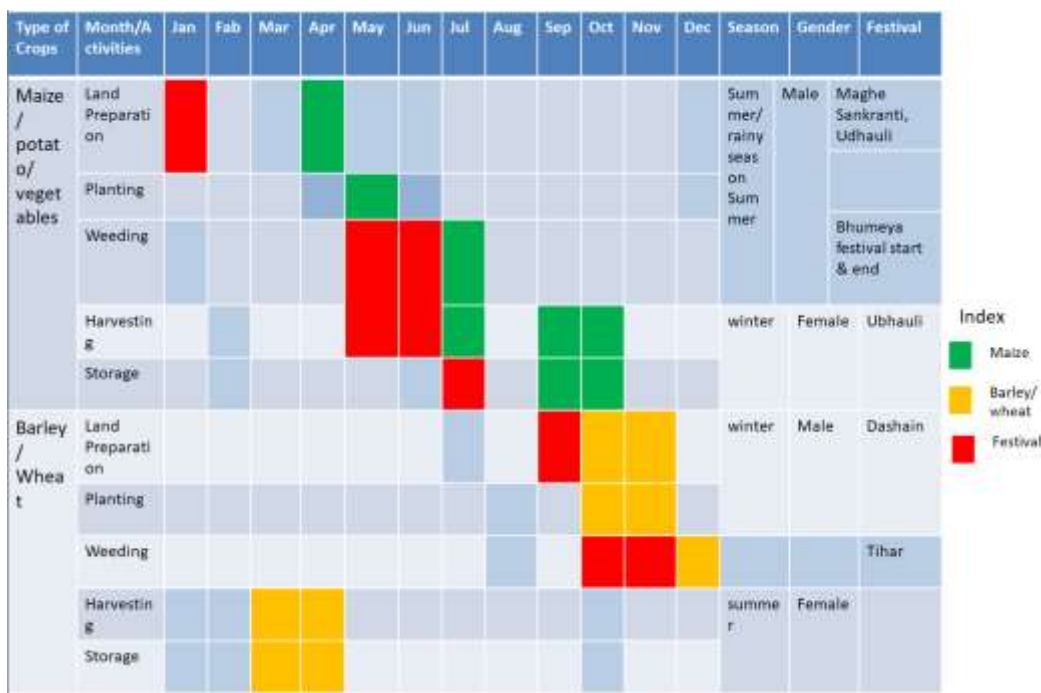 Type of Crops Month/A ctivities Jan Fab Mar Apr May Jun Jul Aug Sep Oct Nov Dec Season Gender Festival
Maize / potat o/ veget ables
Land Preparati on
Sum mer/ rainy seas on Sum mer
Male
Maghe Sankranti, Udhauli
Planting
Weeding
Bhumeya festival start & end
Harvestin g
winter
Female
Ubhauli
Storage
Barley / Whea t
Land Preparati on
winter
Male
Dashain
Planting
Weeding
Tihar
Harvestin g
summe r
Female
Storage
Index
Maize
Barley/ wheat
Festival